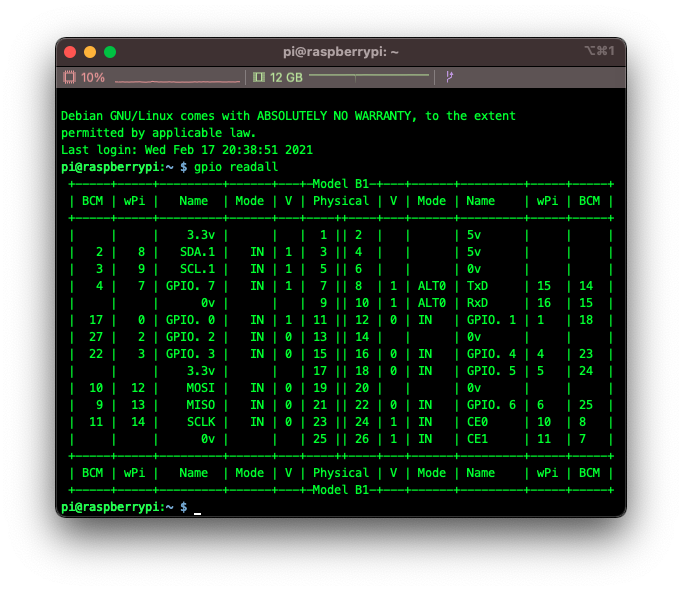 pi@raspberrypi: ~
⌥⌘1
10%
12 GB
Debian GNU/Linux comes with ABSOLUTELY NO WARRANTY, to the extent
permitted by applicable law.
Last login: Wed Feb 17 20:38:51 2021
pi@raspberrypi:~ $ gpio readall
 +-----+-----+---------+------+---+-Model B1-+---+------+---------+-----+-----+
 | BCM | wPi |   Name  | Mode | V | Physical | V | Mode | Name    | wPi | BCM |
 +-----+-----+---------+------+---+----++----+---+------+---------+-----+-----+
 |     |     |    3.3v |      |   |  1 || 2  |   |      | 5v      |     |     |
 |   2 |   8 |   SDA.1 |   IN | 1 |  3 || 4  |   |      | 5v      |     |     |
 |   3 |   9 |   SCL.1 |   IN | 1 |  5 || 6  |   |      | 0v      |     |     |
 |   4 |   7 | GPIO. 7 |   IN | 1 |  7 || 8  | 1 | ALT0 | TxD     | 15  | 14  |
 |     |     |      0v |      |   |  9 || 10 | 1 | ALT0 | RxD     | 16  | 15  |
 |  17 |   0 | GPIO. 0 |   IN | 1 | 11 || 12 | 0 | IN   | GPIO. 1 | 1   | 18  |
 |  27 |   2 | GPIO. 2 |   IN | 0 | 13 || 14 |   |      | 0v      |     |     |
 |  22 |   3 | GPIO. 3 |   IN | 0 | 15 || 16 | 0 | IN   | GPIO. 4 | 4   | 23  |
 |     |     |    3.3v |      |   | 17 || 18 | 0 | IN   | GPIO. 5 | 5   | 24  |
 |  10 |  12 |    MOSI |   IN | 0 | 19 || 20 |   |      | 0v      |     |     |
 |   9 |  13 |    MISO |   IN | 0 | 21 || 22 | 0 | IN   | GPIO. 6 | 6   | 25  |
 |  11 |  14 |    SCLK |   IN | 0 | 23 || 24 | 1 | IN   | CE0     | 10  | 8   |
 |     |     |      0v |      |   | 25 || 26 | 1 | IN   | CE1     | 11  | 7   |
 +-----+-----+---------+------+---+----++----+---+------+---------+-----+-----+
 | BCM | wPi |   Name  | Mode | V | Physical | V | Mode | Name    | wPi | BCM |
 +-----+-----+---------+------+---+-Model B1-+---+------+---------+-----+-----+
pi@raspberrypi:~ $